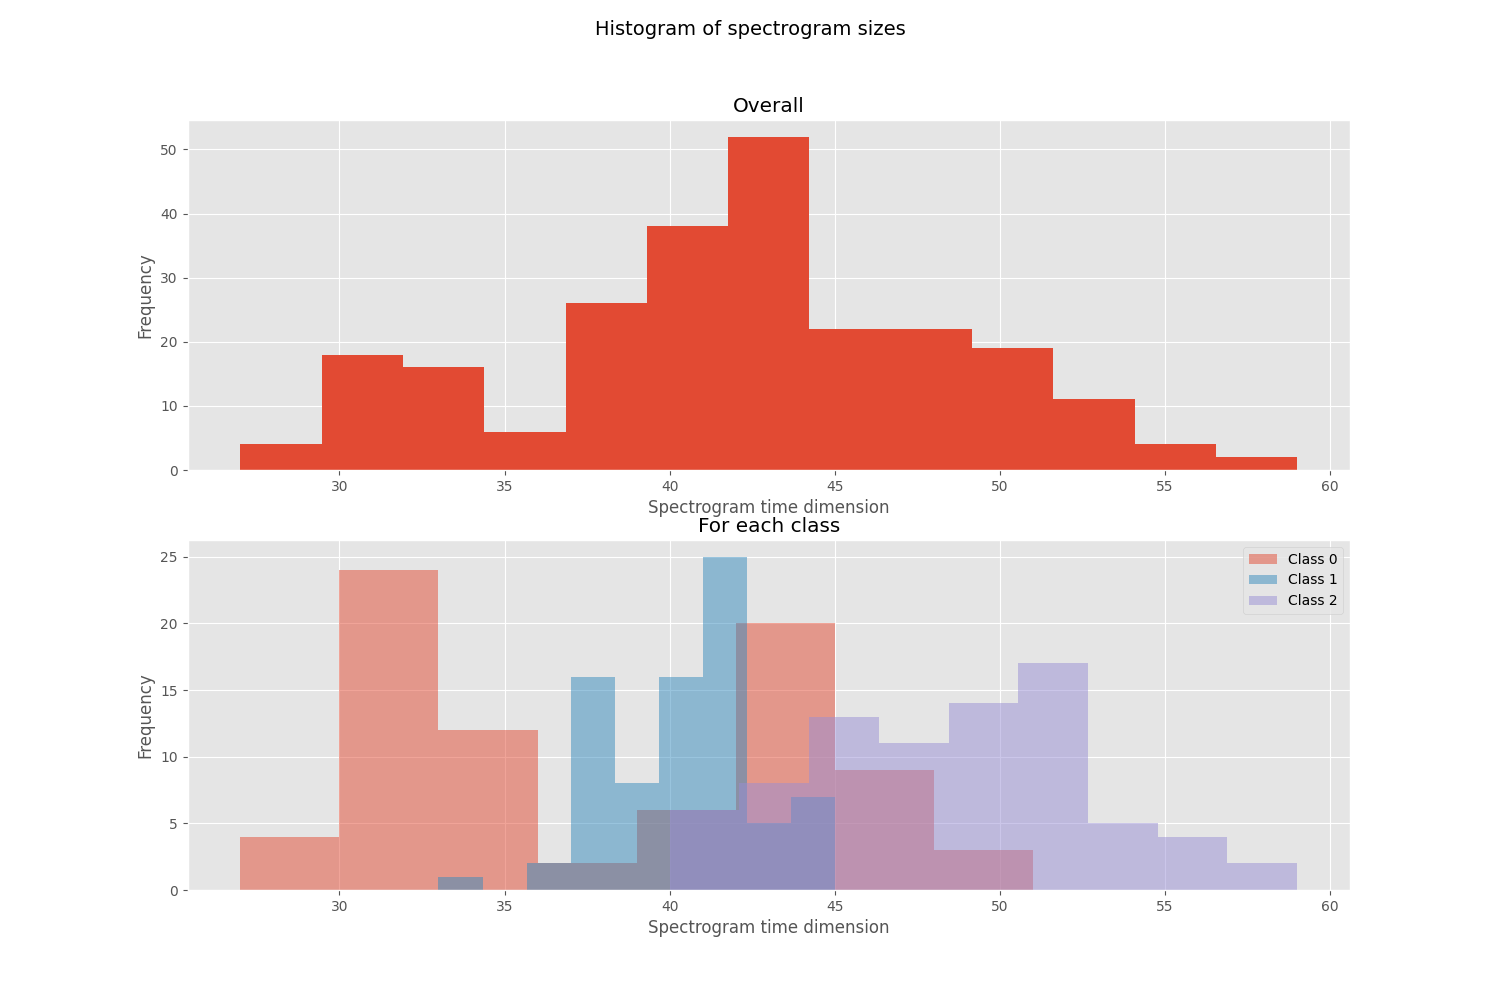 Histogram of spectrogram sizes
Overall
Frequency
50
40
30
20
10
0
30 35 40 45 50 55 60
Spectrogram time dimension
For each class
Frequency
25
20
15
10
5
0
Class 0
Class 1
Class 2
30 35 40 45 50 55 60
Spectrogram time dimension